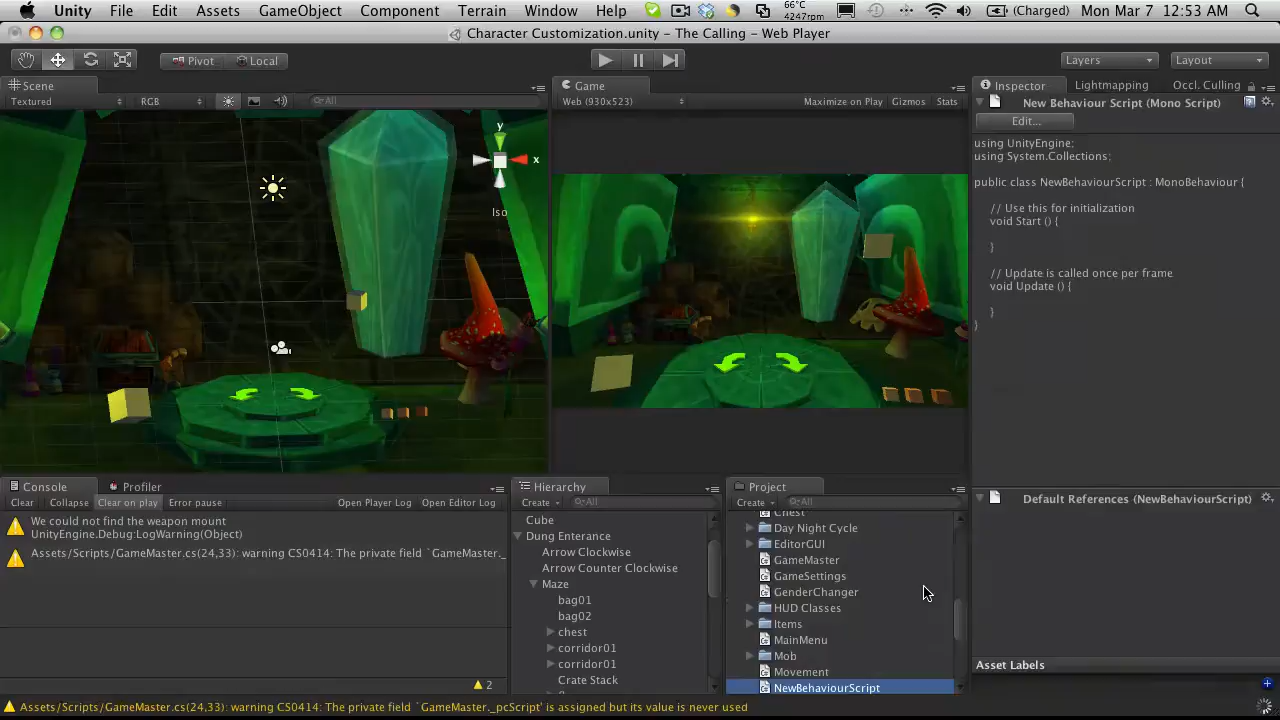 Unity File Edit Assets GameObject Component Terrain Window Help 66°C 4247rpm (Charged) Mon Mar 7 12:53 AM
Character Customization.unity - The Calling - Web Player
Pivot Local Layers Layout
Scene Game Inspector Lightmapping Occl. Culling
Textured RGB All Web (930x523) Maximize on Play Gizmos Stats
New Behaviour Script (Mono Script)
Edit...
using UnityEngine;
using System.Collections;
public class NewBehaviourScript : MonoBehaviour {
// Use this for initialization
void Start () {
}
// Update is called once per frame
void Update () {
}
}
y
x
Iso
Console Profiler
Clear Collapse Clear on play Error pause Open Player Log Open Editor Log
We could not find the weapon mount
UnityEngine.Debug:LogWarning(Object)
Assets/Scripts/GameMaster.cs(24,33): warning CS0414: The private field `GameMaster._
2
Hierarchy
Create All
Cube
Dung Enterance
Arrow Clockwise
Arrow Counter Clockwise
Maze
bag01
bag02
chest
corridor01
corridor01
Crate Stack
Project
Create All
Chest
Day Night Cycle
EditorGUI
GameMaster
GameSettings
GenderChanger
HUD Classes
Items
MainMenu
Mob
Movement
NewBehaviourScript
Default References (NewBehaviourScript)
Asset Labels
Assets/Scripts/GameMaster.cs(24,33): warning CS0414: The private field `GameMaster._pcScript' is assigned but its value is never used